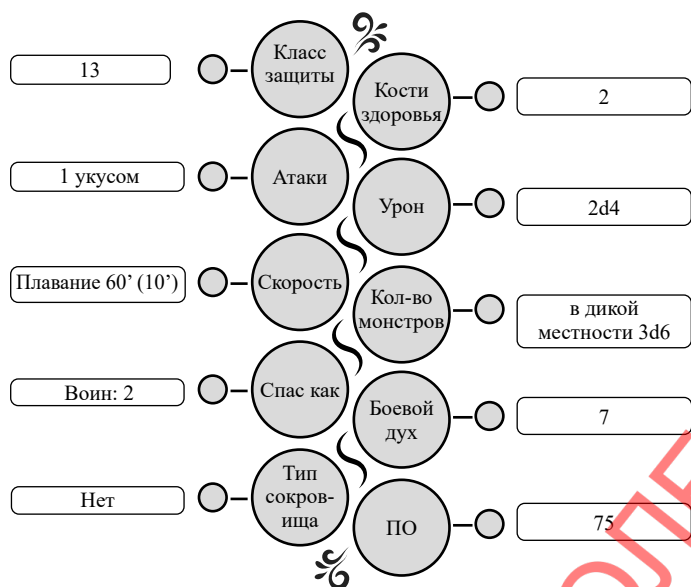 13
Класс
защиты
Кости
здоровья
2
1 укусом
Атаки
Урон
2d4
Плавание 60’ (10’)
Скорость
Кол-во
монстров
в дикой
местности 3d6
Воин: 2
Спас как
Боевой
дух
7
Нет
Тип
сокров-
ища
ПО
75